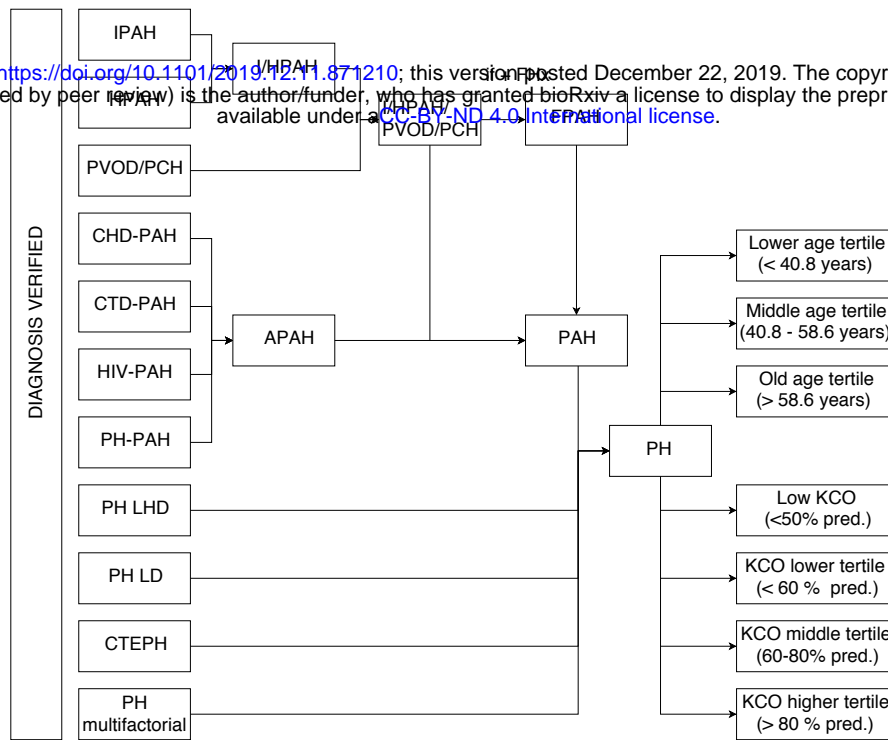 IPAH
I/HPAH
https://doi.org/10.1101/2019.12.11.871210; this version posted December 22, 2019. The copyr
if + FHx
ed by peer review) is the author/funder, who has granted bioRxiv a license to display the prepr
HPAH
available under aCC-BY-ND 4.0 International license.
I/HPAH/
PVOD/PCH
FPAH
PVOD/PCH
DIAGNOSIS VERIFIED
CHD-PAH
CTD-PAH
HIV-PAH
PH-PAH
APAH
PAH
PH LHD
PH LD
CTEPH
PH
multifactorial
PH
Lower age tertile
(< 40.8 years)
Middle age tertile
(40.8 - 58.6 years)
Old age tertile
(> 58.6 years)
Low KCO
(<50% pred.)
KCO lower tertile
(< 60 % pred.)
KCO middle tertile
(60-80% pred.)
KCO higher tertile
(> 80 % pred.)